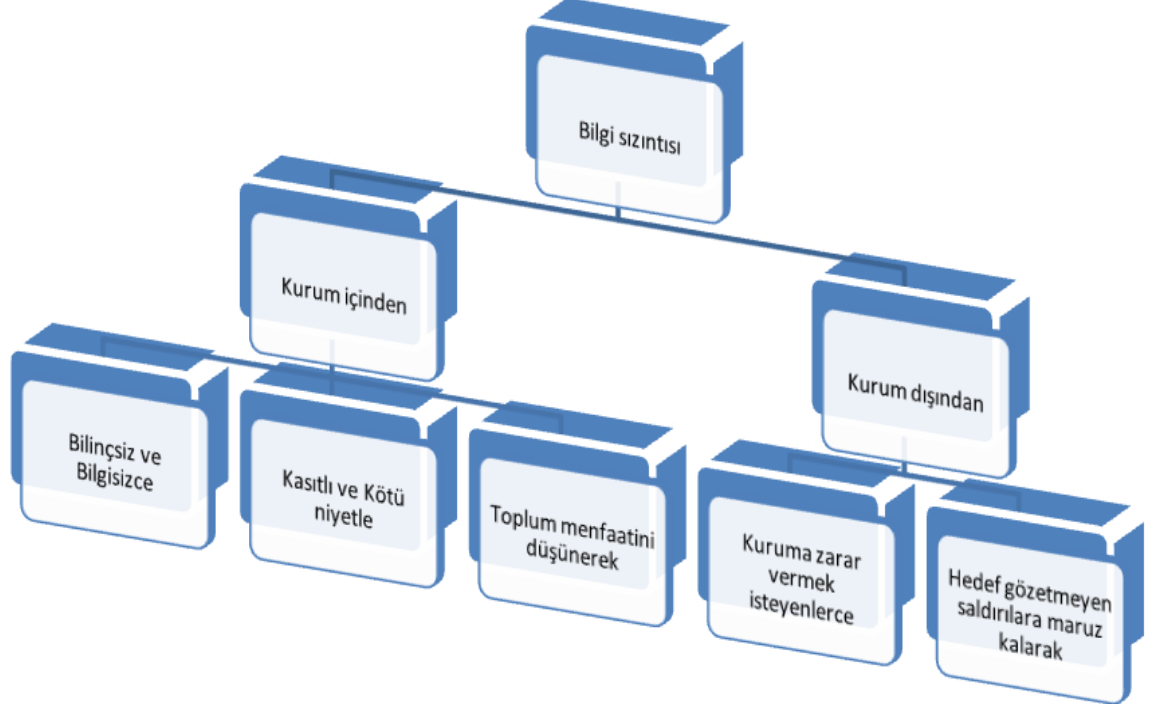 Bilgi sızıntısı
Kurum içinden
Kurum dışından
Bilinçsiz ve
Bilgisizce
Kasıtlı ve Kötü
niyetle
Toplum menfaatini
düşünerek
Kuruma zarar
vermek
isteyenlerce
Hedef gözetmeyen
saldırılara maruz
kalarak